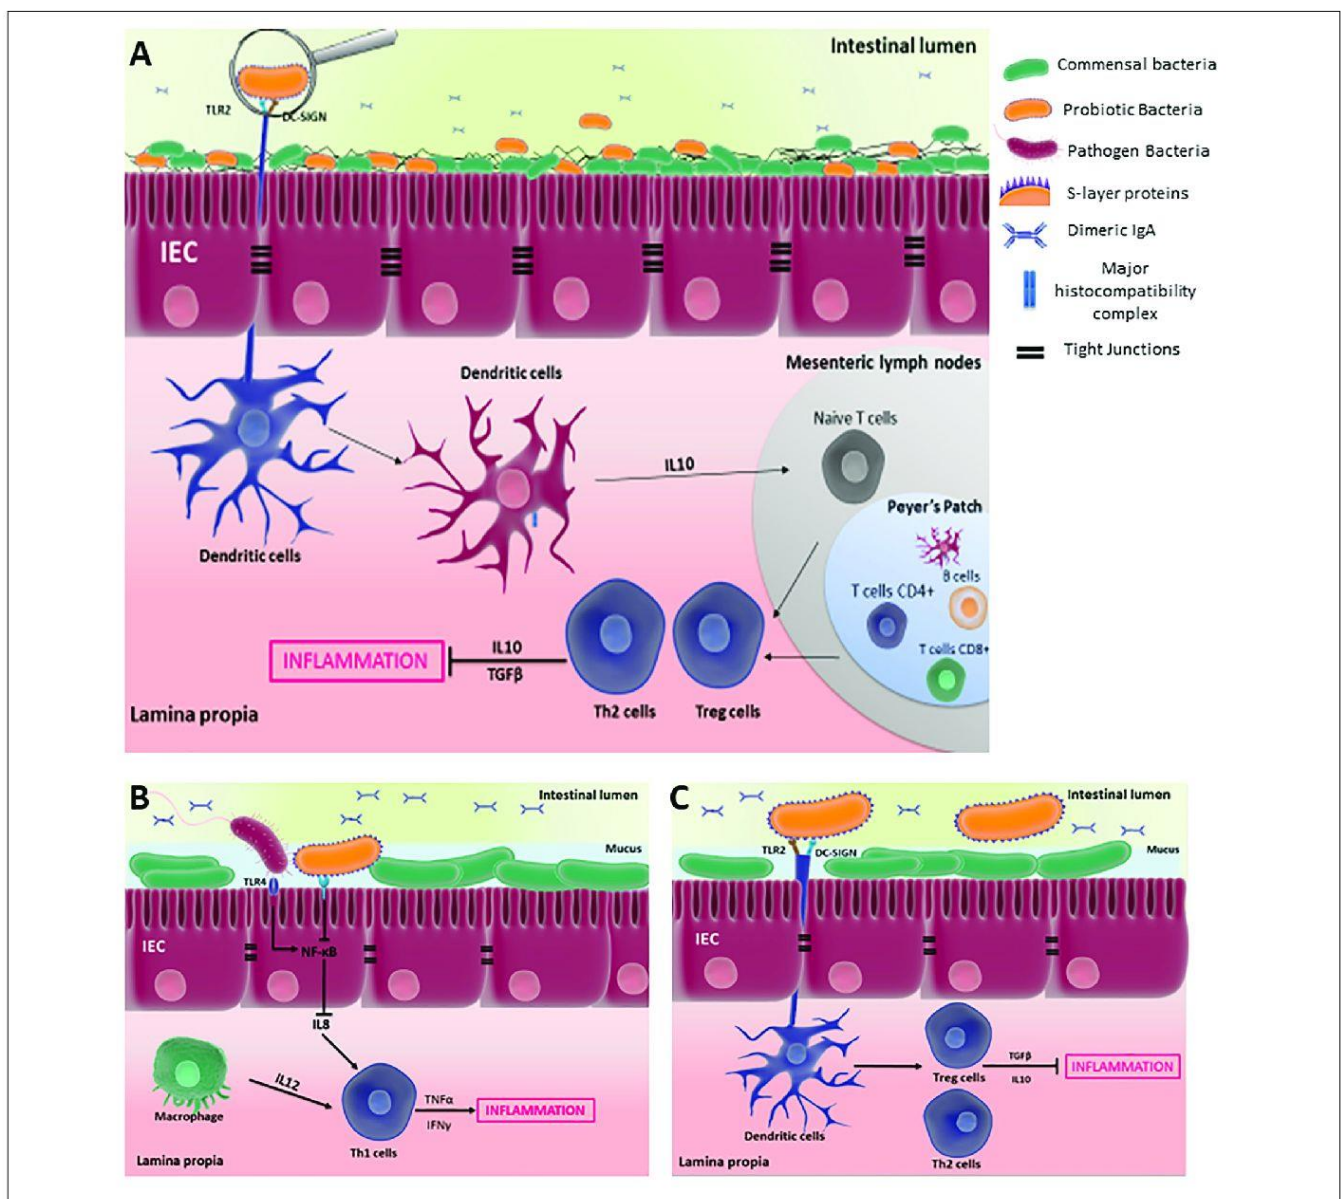 A
Intestinal lumen
TLR2
DC-SIGN
IEC
Dendritic cells
Dendritic cells
IL10
Mesenteric lymph nodes
Naive T cells
Peyer's Patch
B cells
T cells CD4+
T cells CD8+
INFLAMMATION
IL10
TGFβ
Th2 cells
Treg cells
Lamina propia
Commensal bacteria
Probiotic Bacteria
Pathogen Bacteria
S-layer proteins
Dimeric IgA
Major
histocompatibility
complex
Tight Junctions
B
Intestinal lumen
Mucus
TLR4
IEC
NF-κB
IL8
IL12
Macrophage
Th1 cells
TNFα
IFNγ
INFLAMMATION
Lamina propia
C
Intestinal lumen
TLR2
DC-SIGN
Mucus
IEC
Dendritic cells
Treg cells
TGFβ
IL10
INFLAMMATION
Th2 cells
Lamina propia